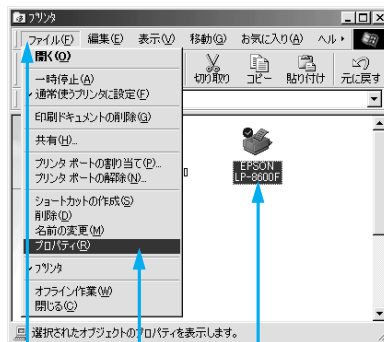 プリンタ
ファイル(F) 編集(E) 表示(V) 移動(G) お気に入り(A) ヘル
開く(O)
一時停止(A)
通常使うプリンタに設定(F)
印刷ドキュメントの削除(G)
共有(H)...
プリンタ ポートの割り当て(P)...
プリンタ ポートの解除(N)...
ショートカットの作成(S)
削除(D)
名前の変更(M)
プロパティ(R)
プリンタ
オフライン作業(W)
閉じる(C)
切り取り コピー 貼り付け 元に戻す
EPSON
LP-8600F
選択されたオブジェクトのプロパティを表示します。